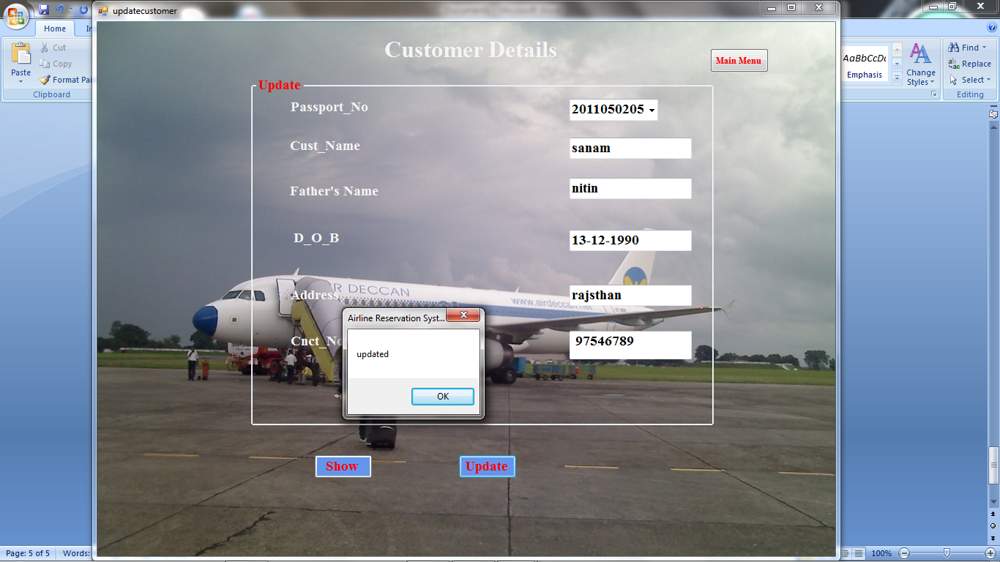 updatecustomer
Home
Cut
Copy
Format Pai
Paste
Clipboard
Customer Details
Main Menu
Update
Passport_No
2011050205
Cust_Name
sanam
Father's Name
nitin
D_O_B
13-12-1990
Address
rajsthan
Cnct_No
97546789
R DECCAN
www.airdeccan.net
Airline Reservation Syst...
updated
OK
Show
Update
AaBbCcD
Emphasis
Change
Styles
Find
Replace
Select
Editing
Page: 5 of 5
Words:
100%